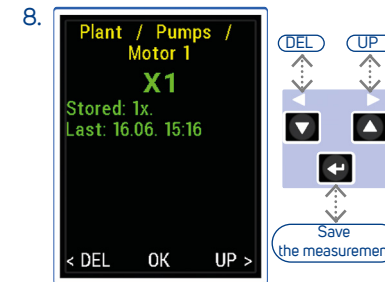 8.
Plant / Pumps /
Motor 1
X1
Stored: 1x.
Last: 16.06. 15:16
< DEL OK UP >
DEL UP
Save
the measuremen